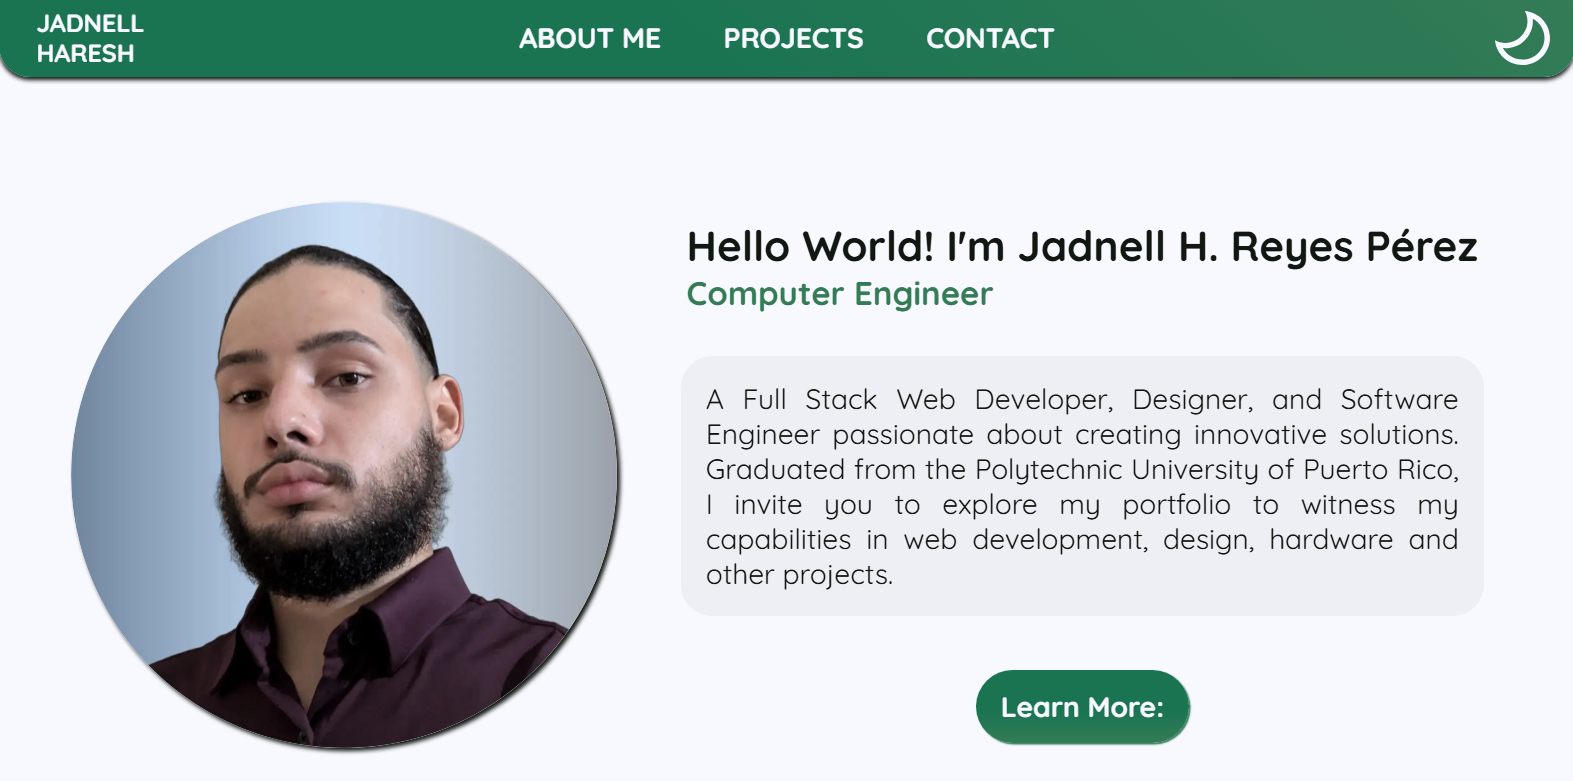 JADNELL
HARESH
ABOUT ME
PROJECTS
CONTACT
Hello World! I'm Jadnell H. Reyes Pérez
Computer Engineer
A Full Stack Web Developer, Designer, and Software
Engineer passionate about creating innovative solutions.
Graduated from the Polytechnic University of Puerto Rico,
I invite you to explore my portfolio to witness my
capabilities in web development, design, hardware and
other projects.
Learn More: